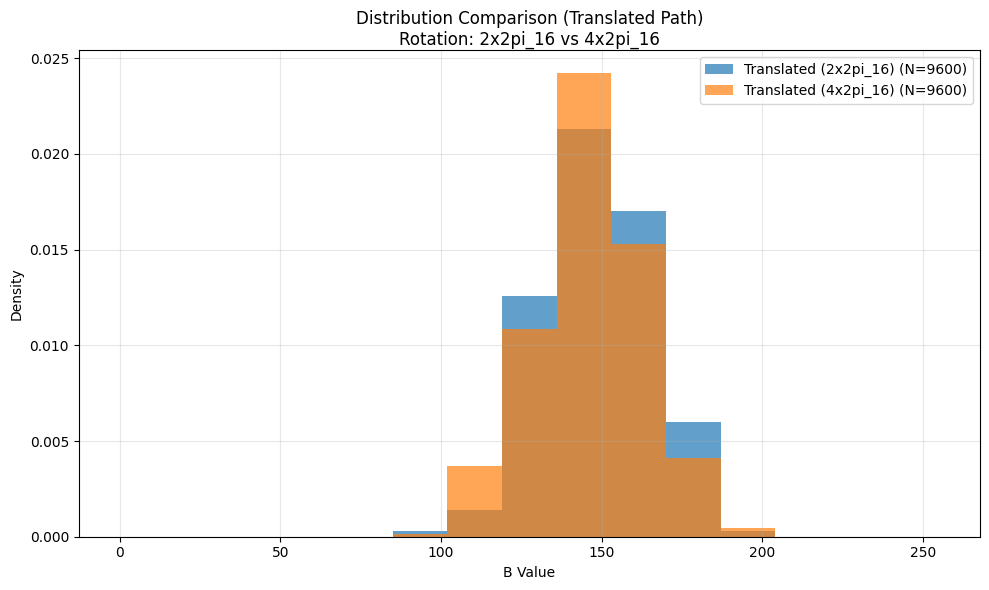 Distribution Comparison (Translated Path)
Rotation: 2x2pi_16 vs 4x2pi_16
Translated (2x2pi_16) (N=9600)
Translated (4x2pi_16) (N=9600)
Density
0.025
0.020
0.015
0.010
0.005
0.000
0 50 100 150 200 250
B Value